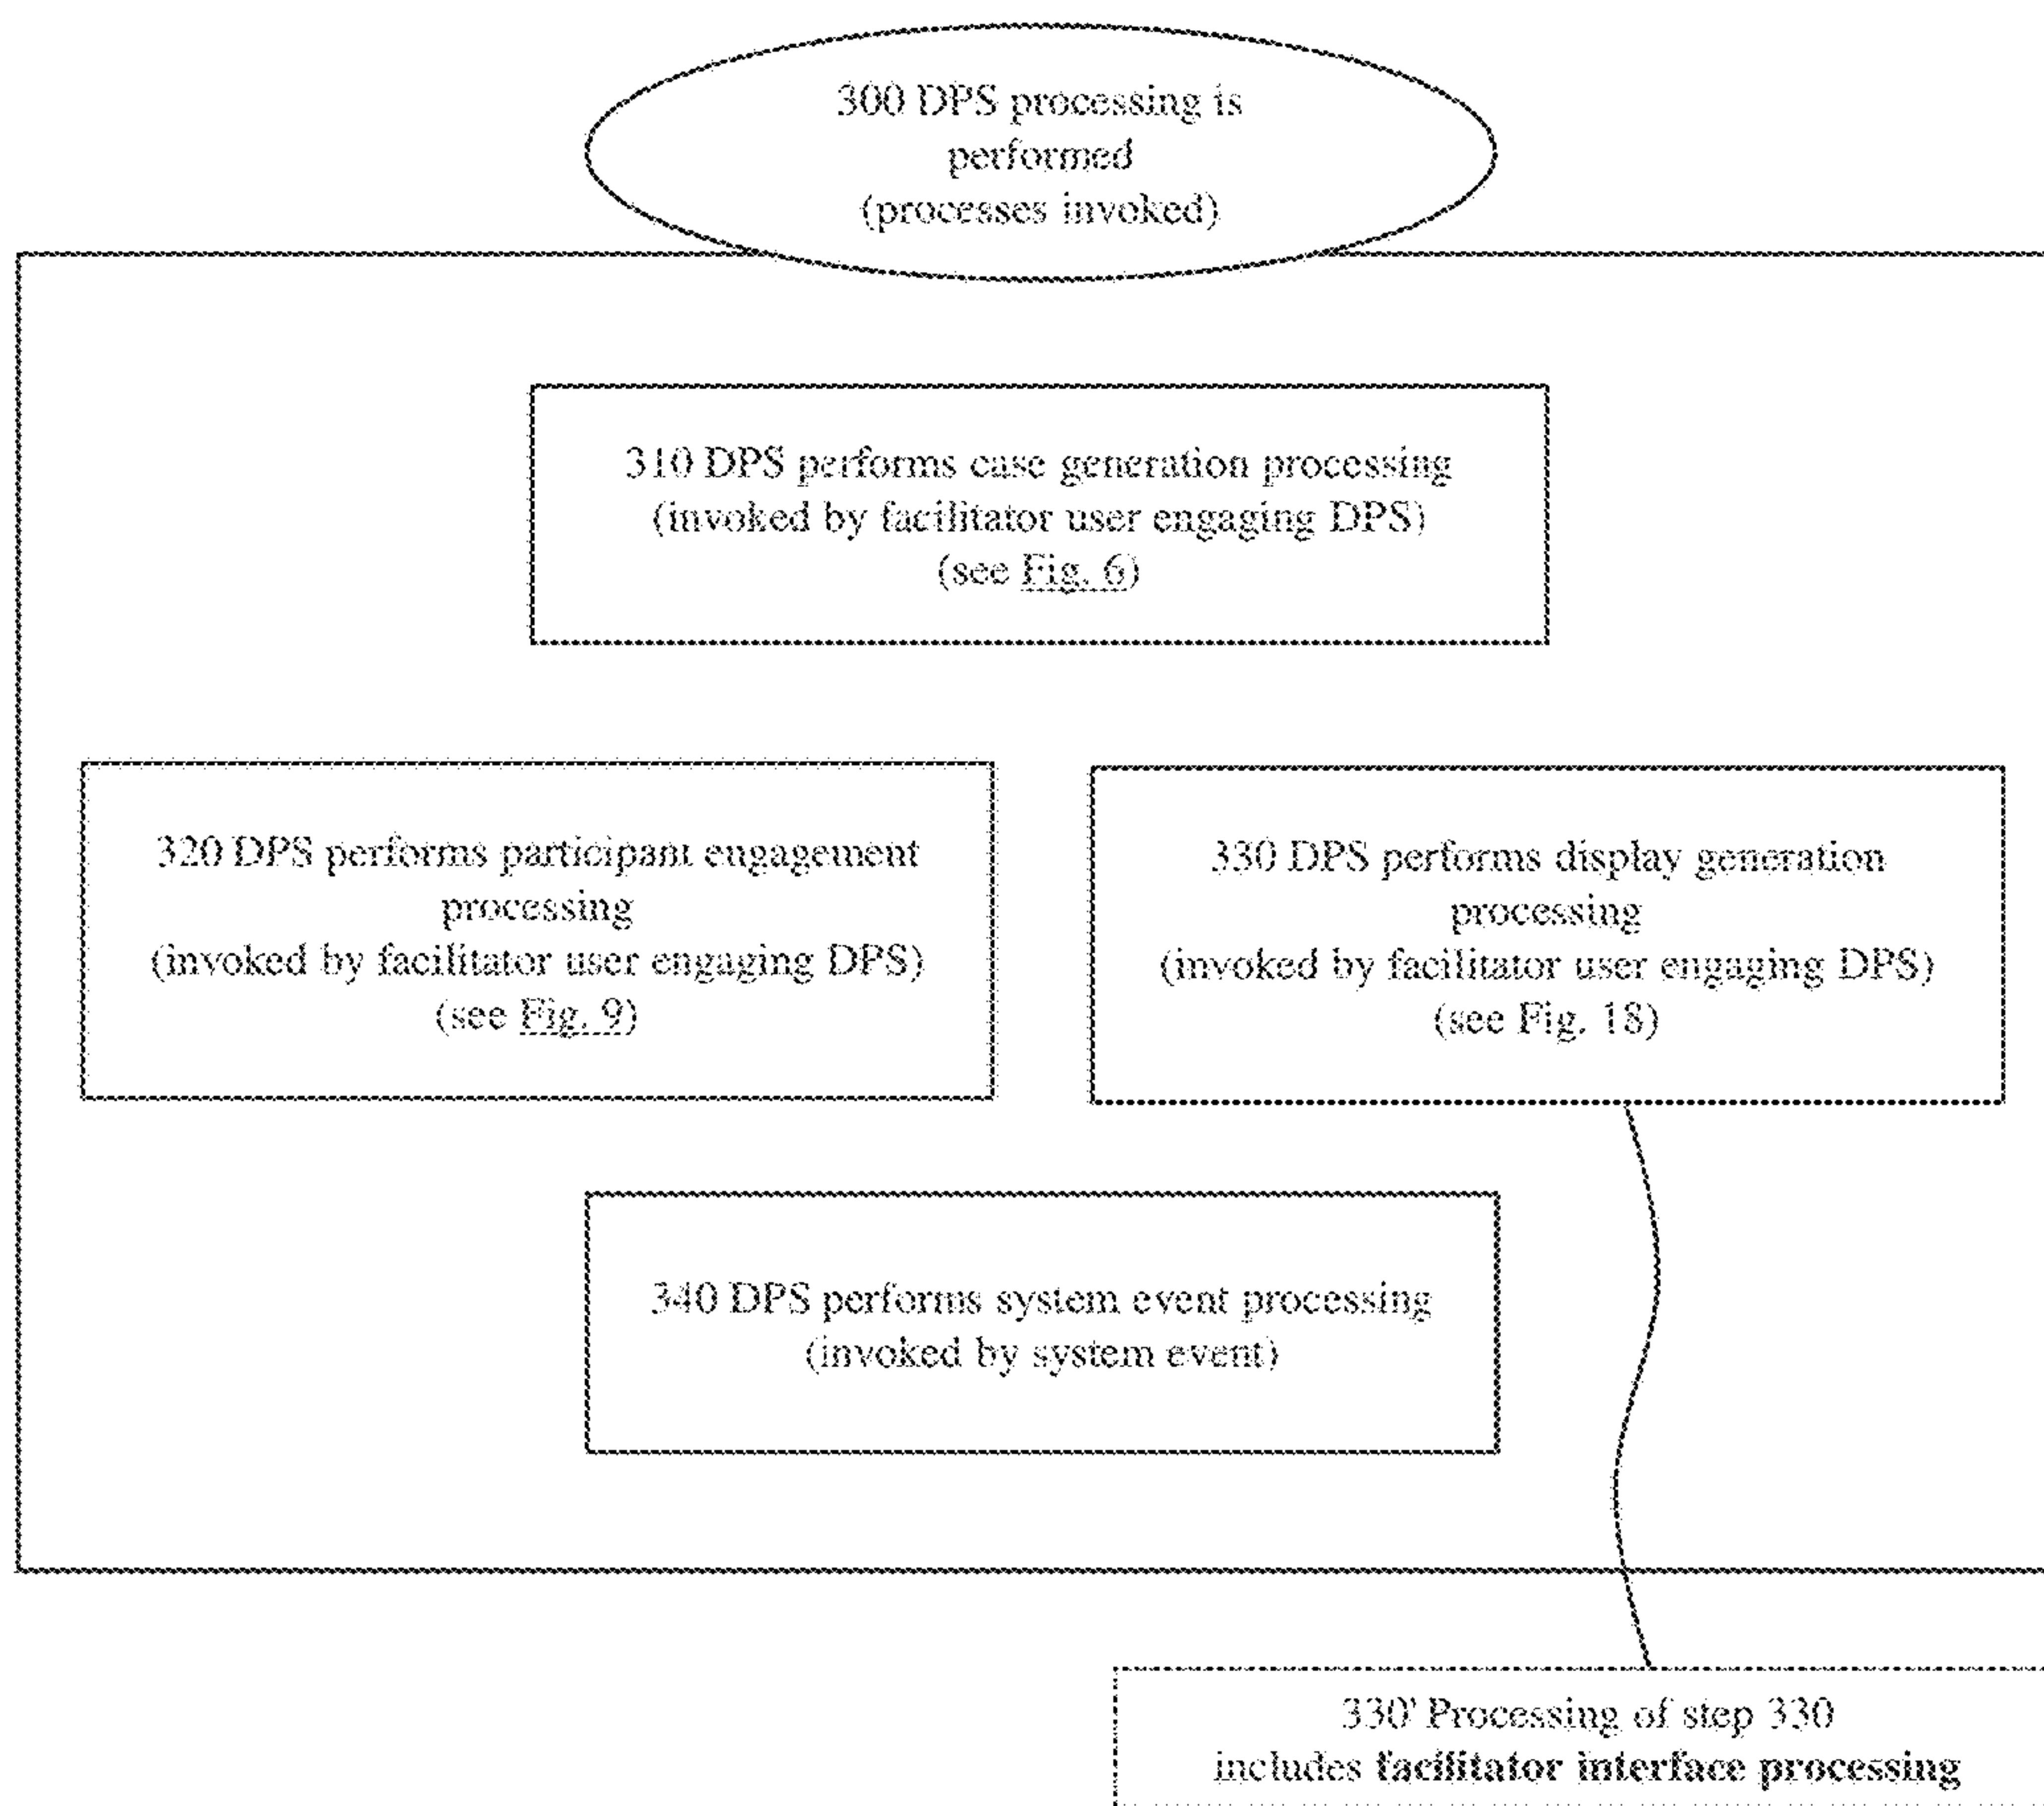 300 DPS processing is
performed
(processes invoked)
310 DPS performs case generation processing
(invoked by facilitator user engaging DPS)
(see Fig. 6)
320 DPS performs participant engagement
processing
(invoked by facilitator user engaging DPS)
(see Fig. 9)
330 DPS performs display generation
processing
(invoked by facilitator user engaging DPS)
(see Fig. 18)
340 DPS performs system event processing
(invoked by system event)
330' Processing of step 330
includes facilitator interface processing